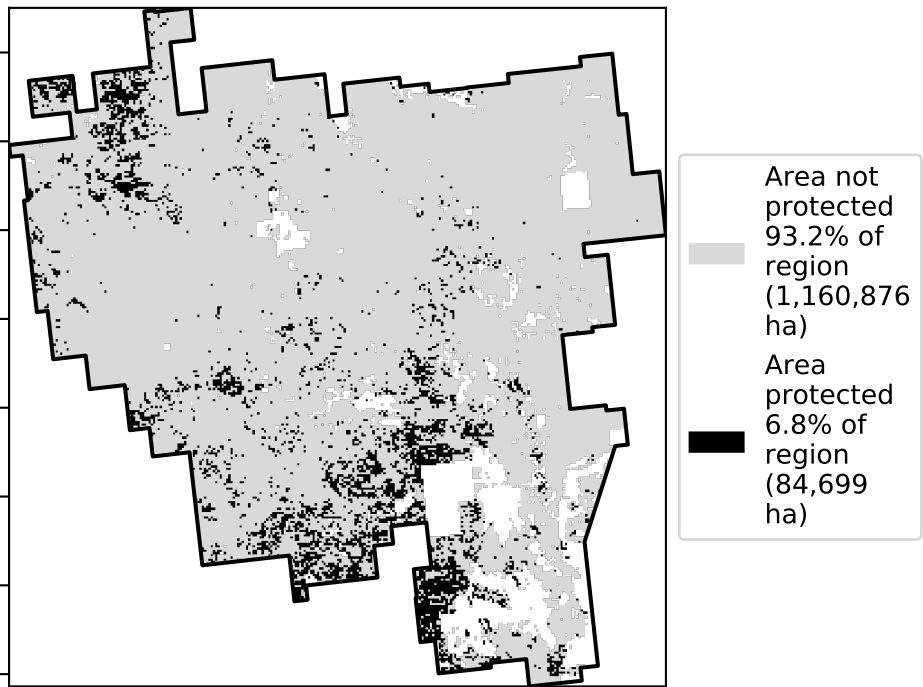 Area not
protected
93.2% of
region
(1,160,876
ha)
Area
protected
6.8% of
region
(84,699
ha)